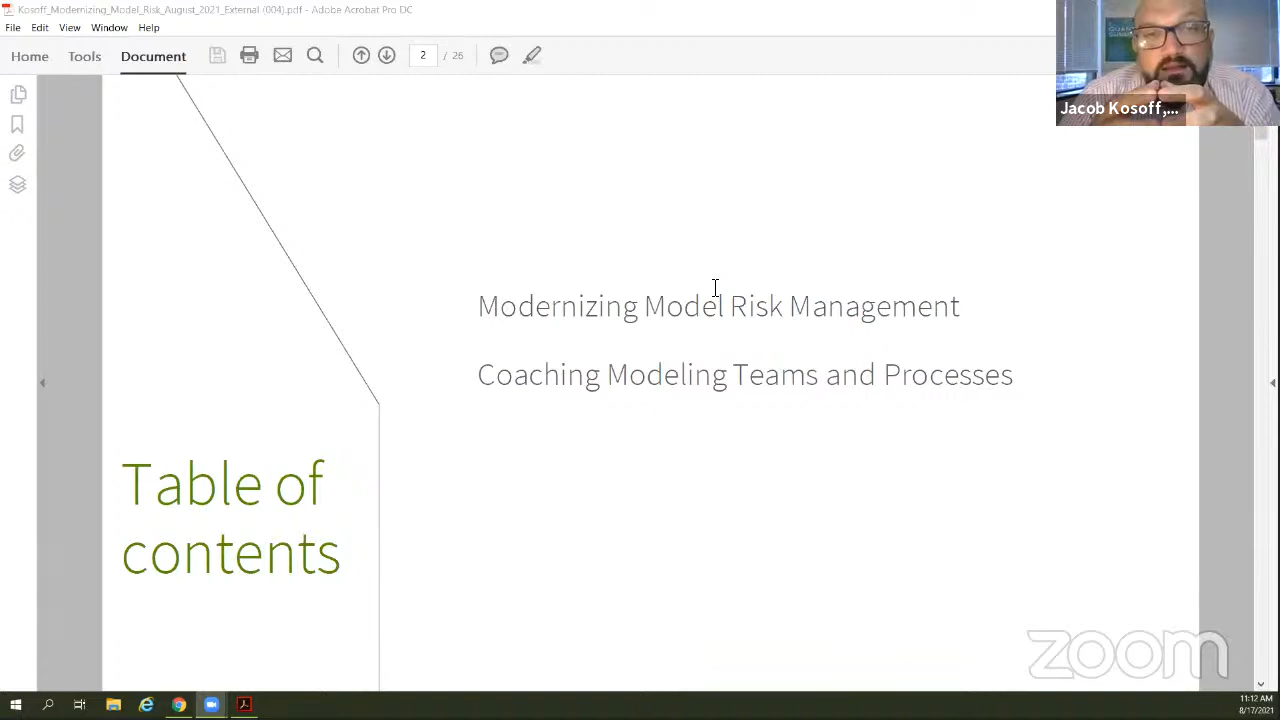 Kosoff_Modernizing_Model_Risk_August_2021_External (004).pdf - Adobe Acrobat Pro DC
File Edit View Window Help
Home Tools Document 2 / 26
Jacob Kosoff,...
Modernizing Model Risk Management
Coaching Modeling Teams and Processes
Table of
contents
zoom
11:12 AM
8/17/2021